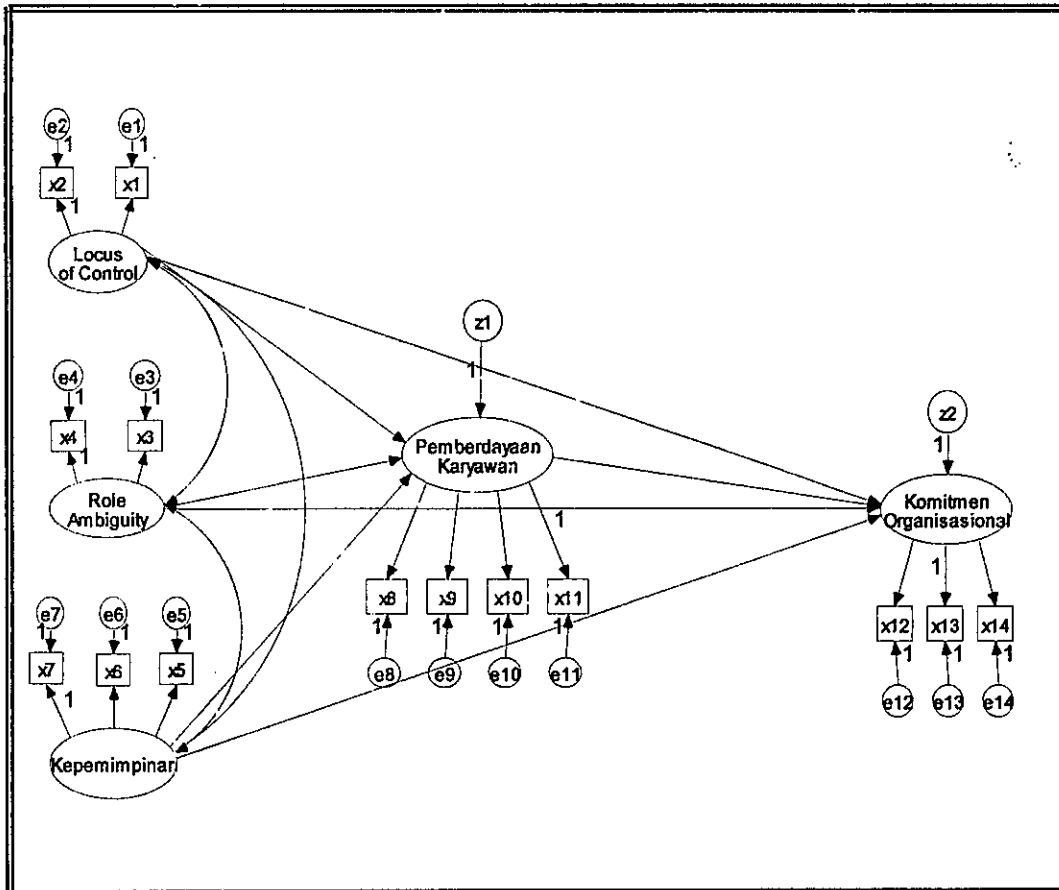 e2
e1
1
1
x2
x1
1
Locus
of Control
z1
1
e4
e3
1
1
x4
x3
1
Role
Ambiguity
Pemberdayaan
Karyawan
z2
1
Komitmen
Organisasional
1
1
e7
e6
e5
1
1
1
x7
x6
x5
1
Kepemimpinan
x8
x9
x10
x11
1
1
1
1
e8
e9
e10
e11
x12
x13
x14
1
1
1
e12
e13
e14